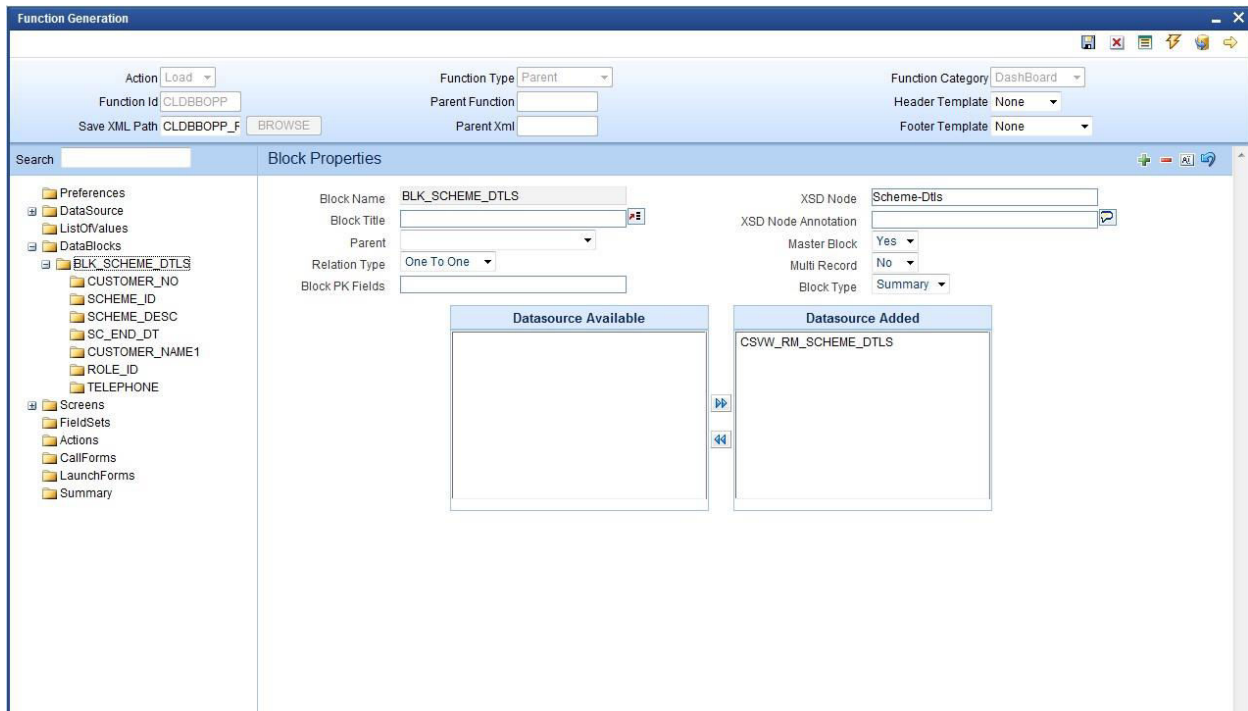 Function Generation
Action Load Function Type Parent Function Category DashBoard
Function Id CLDBBOPP Parent Function Header Template None
Save XML Path CLDBBOPP_F BROWSE Parent Xml Footer Template None
Search Block Properties
Preferences
DataSource
ListOfValues
DataBlocks
BLK_SCHEME_DTLS
CUSTOMER_NO
SCHEME_ID
SCHEME_DESC
SC_END_DT
CUSTOMER_NAME1
ROLE_ID
TELEPHONE
Screens
FieldSets
Actions
CallForms
LaunchForms
Summary
Block Name BLK_SCHEME_DTLS XSD Node Scheme-Dtls
Block Title XSD Node Annotation
Parent Master Block Yes
Relation Type One To One Multi Record No
Block PK Fields Block Type Summary
Datasource Available Datasource Added
CSVW_RM_SCHEME_DTLS